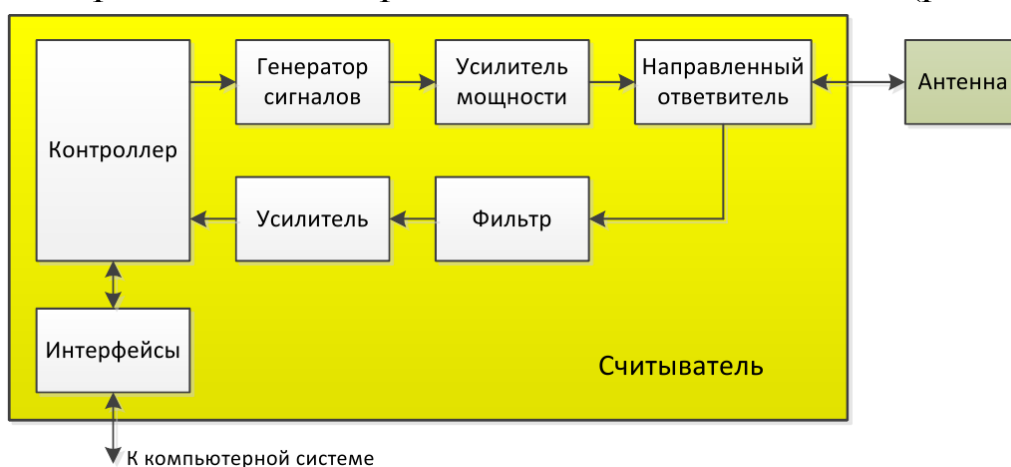 Генератор
сигналов
Усилитель
мощности
Направленный
ответвитель
Антенна
Контроллер
Усилитель
Фильтр
Интерфейсы
Считыватель
К компьютерной системе